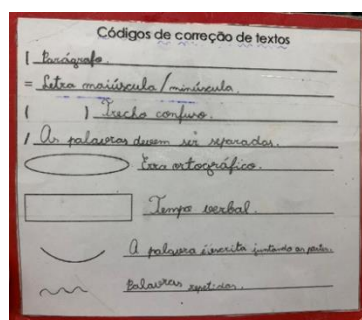 Códigos de correção de textos
[ Parágrafo.
= Letra maiúscula/minúscula.
( ) Trecho confuso.
/ As palavras devem ser separadas.
Erro ortográfico.
Tempo verbal.
A palavra é escrita juntando as partes.
Palavras repetidas.